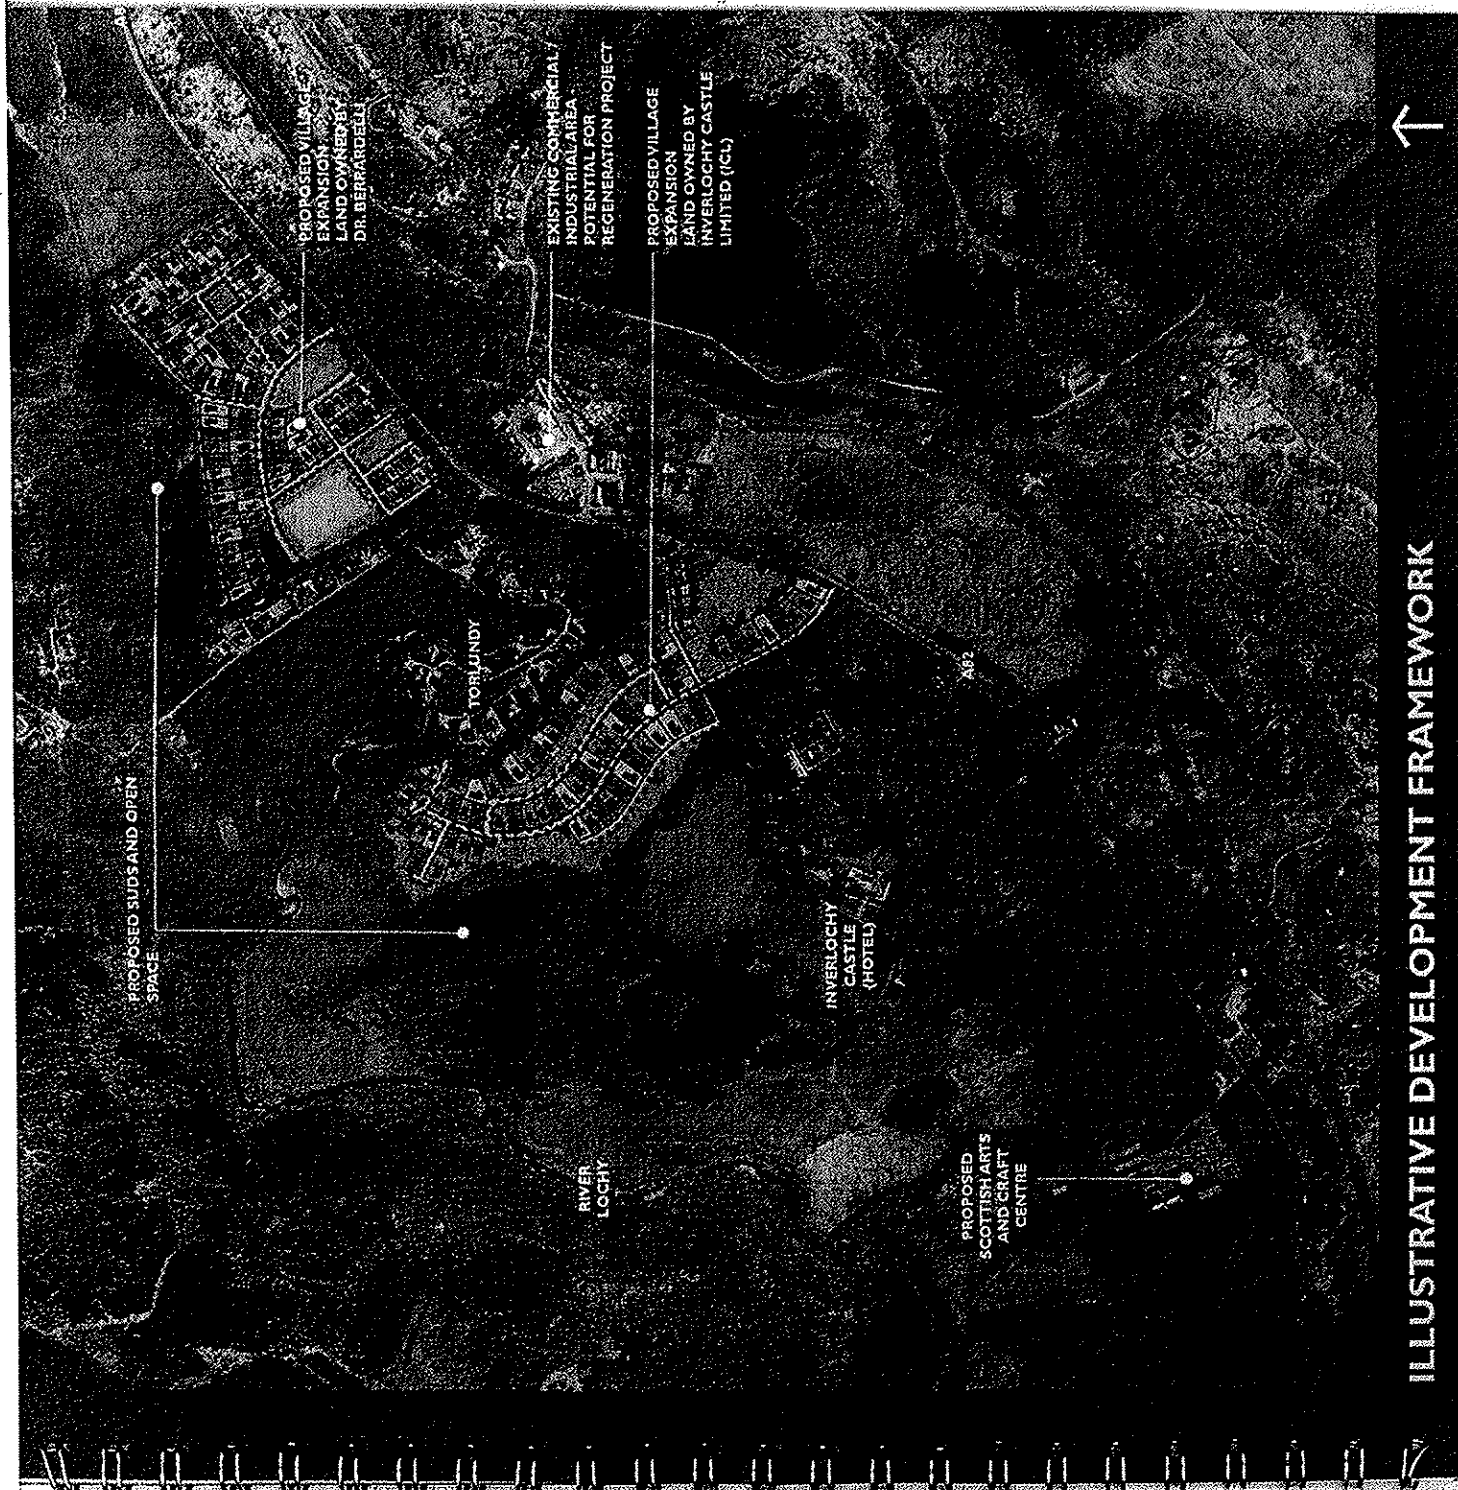 PROPOSED SUDS AND OPEN
SPACE
PROPOSED VILLAGE
EXPANSION
LAND OWNED BY
DR. BERRARDELLI
EXISTING COMMERCIAL /
INDUSTRIAL AREA
POTENTIAL FOR
REGENERATION PROJECT
PROPOSED VILLAGE
EXPANSION
LAND OWNED BY
INVERLOCHY CASTLE
LIMITED (ICL)
TORLUNDY
A82
INVERLOCHY
CASTLE
(HOTEL)
RIVER
LOCHY
PROPOSED
SCOTTISH ARTS
AND CRAFT
CENTRE
ILLUSTRATIVE DEVELOPMENT FRAMEWORK